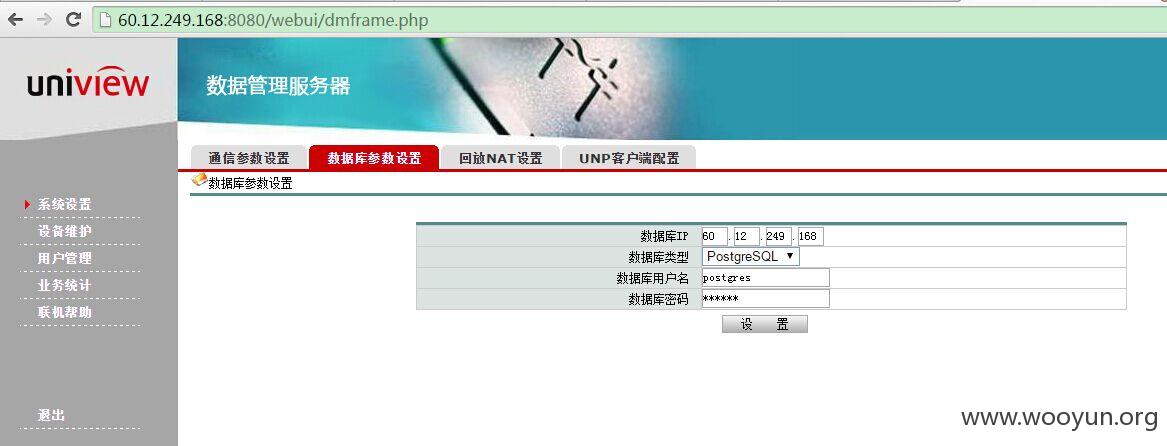 60.12.249.168:8080/webui/dmframe.php
uniview
数据管理服务器
通信参数设置 数据库参数设置 回放NAT设置 UNP客户端配置
数据库参数设置
系统设置
设备维护
用户管理
业务统计
联机帮助
退出
数据库IP 60 . 12 . 249 . 168
数据库类型 PostgreSQL
数据库用户名 postgres
数据库密码 ******
设 置
www.wooyun.org